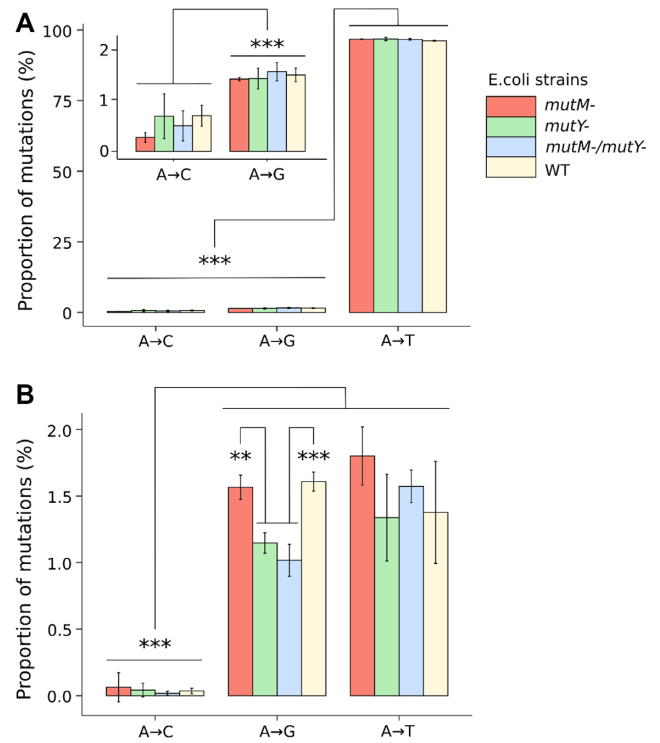 A
Proportion of mutations (%)
100
75
50
25
0
2
1
0
***
A→C
A→G
***
A→C
A→G
A→T
E.coli strains
mutM-
mutY-
mutM-/mutY-
WT
B
Proportion of mutations (%)
2.0
1.5
1.0
0.5
0.0
**
***
***
A→C
A→G
A→T